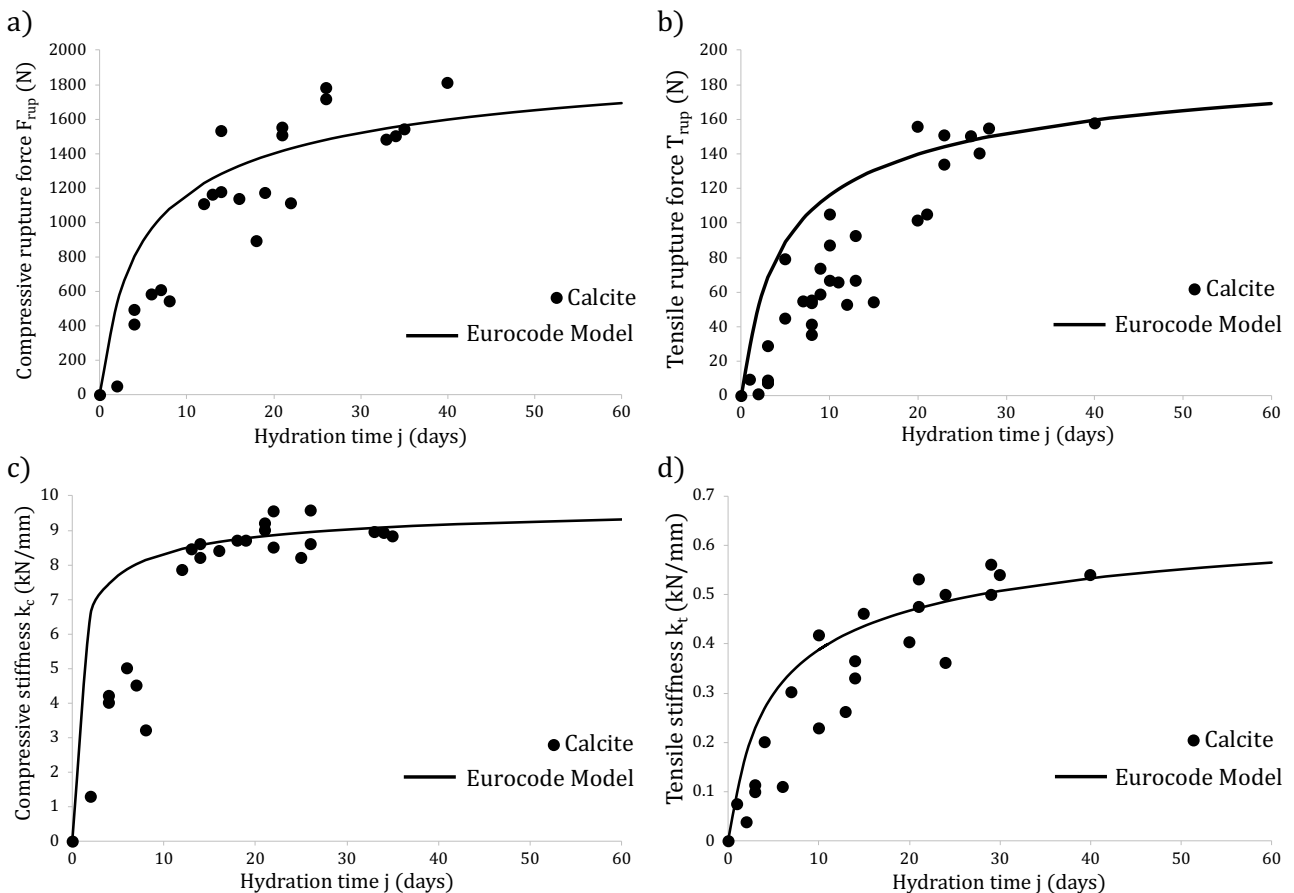 a)
Compressive rupture force F_rup (N)
2000
1800
1600
1400
1200
1000
800
600
400
200
0
0 10 20 30 40 50 60
Hydration time j (days)
Calcite
Eurocode Model
b)
Tensile rupture force T_rup (N)
200
180
160
140
120
100
80
60
40
20
0
0 10 20 30 40 50 60
Hydration time j (days)
Calcite
Eurocode Model
c)
Compressive stiffness k_c (kN/mm)
10
9
8
7
6
5
4
3
2
1
0
0 10 20 30 40 50 60
Hydration time j (days)
Calcite
Eurocode Model
d)
Tensile stiffness k_t (kN/mm)
0.7
0.6
0.5
0.4
0.3
0.2
0.1
0
0 10 20 30 40 50 60
Hydration time j (days)
Calcite
Eurocode Model